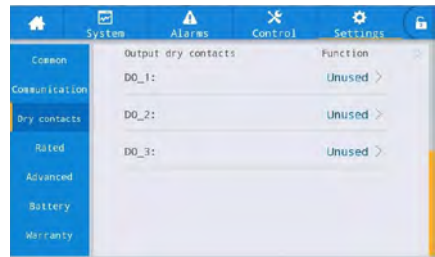 System
Alarms
Control
Settings
Common
Communication
Dry contacts
Rated
Advanced
Battery
Warranty
Output dry contacts Function
DO_1: Unused >
DO_2: Unused >
DO_3: Unused >